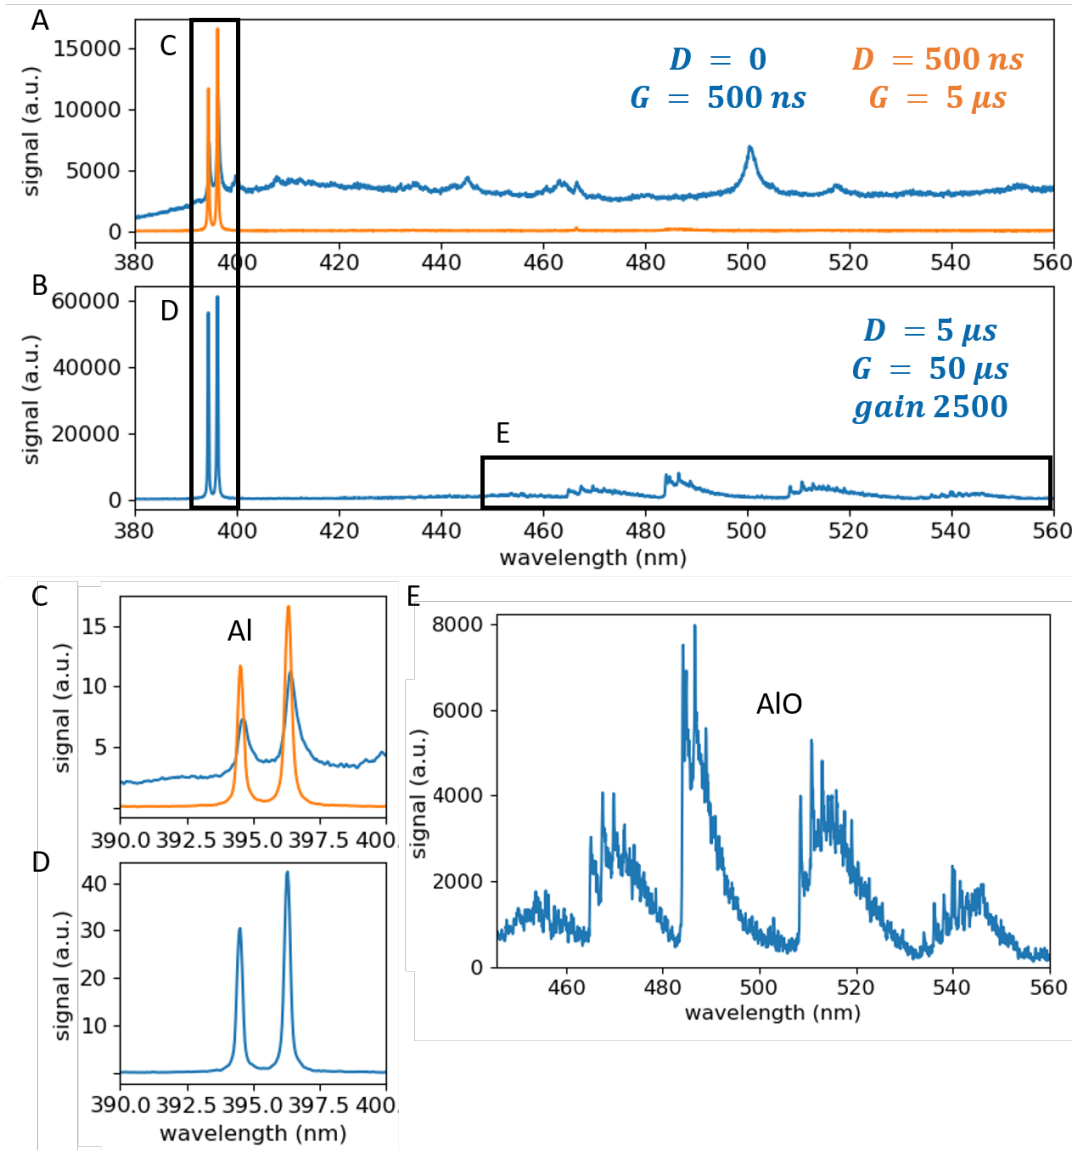 A
C
D = 0
D = 500 ns
G = 500 ns
G = 5 μs
signal (a.u.)
15000
10000
5000
0
380 400 420 440 460 480 500 520 540 560
B
D
D = 5 μs
G = 50 μs
gain 2500
E
signal (a.u.)
60000
40000
20000
0
380 400 420 440 460 480 500 520 540 560
wavelength (nm)
C
Al
signal (a.u.)
15
10
5
390.0 392.5 395.0 397.5 400.
D
signal (a.u.)
40
30
20
10
390.0 392.5 395.0 397.5 400.
wavelength (nm)
E
AlO
signal (a.u.)
8000
6000
4000
2000
0
460 480 500 520 540 560
wavelength (nm)